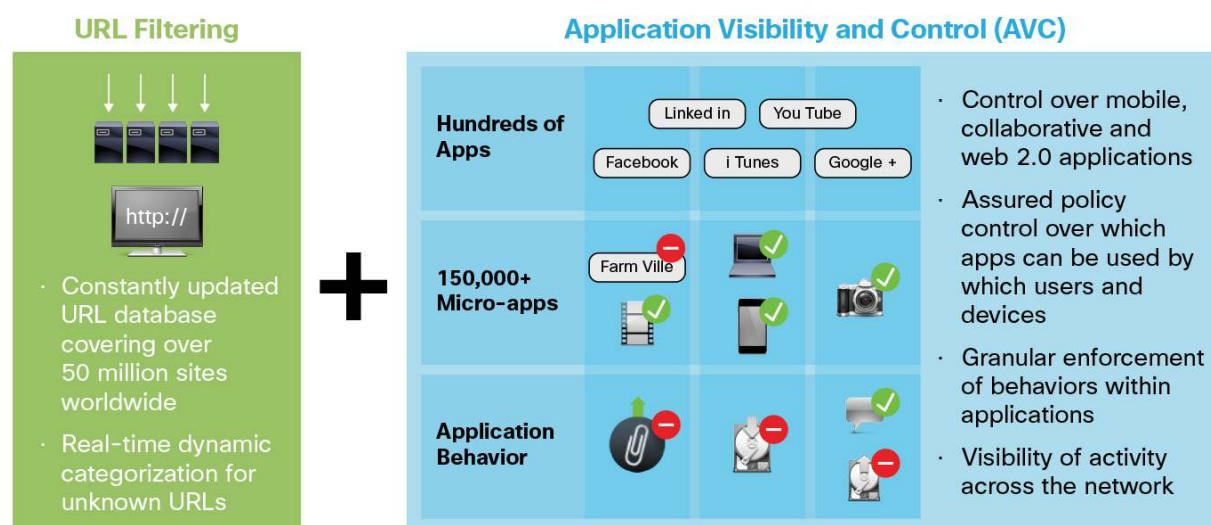 URL Filtering
http://
· Constantly updated
URL database
covering over
50 million sites
worldwide
· Real-time dynamic
categorization for
unknown URLs
Application Visibility and Control (AVC)
Hundreds of
Apps
Linked in
You Tube
Facebook
i Tunes
Google +
150,000+
Micro-apps
Farm Ville
Application
Behavior
· Control over mobile,
collaborative and
web 2.0 applications
· Assured policy
control over which
apps can be used by
which users and
devices
· Granular enforcement
of behaviors within
applications
· Visibility of activity
across the network